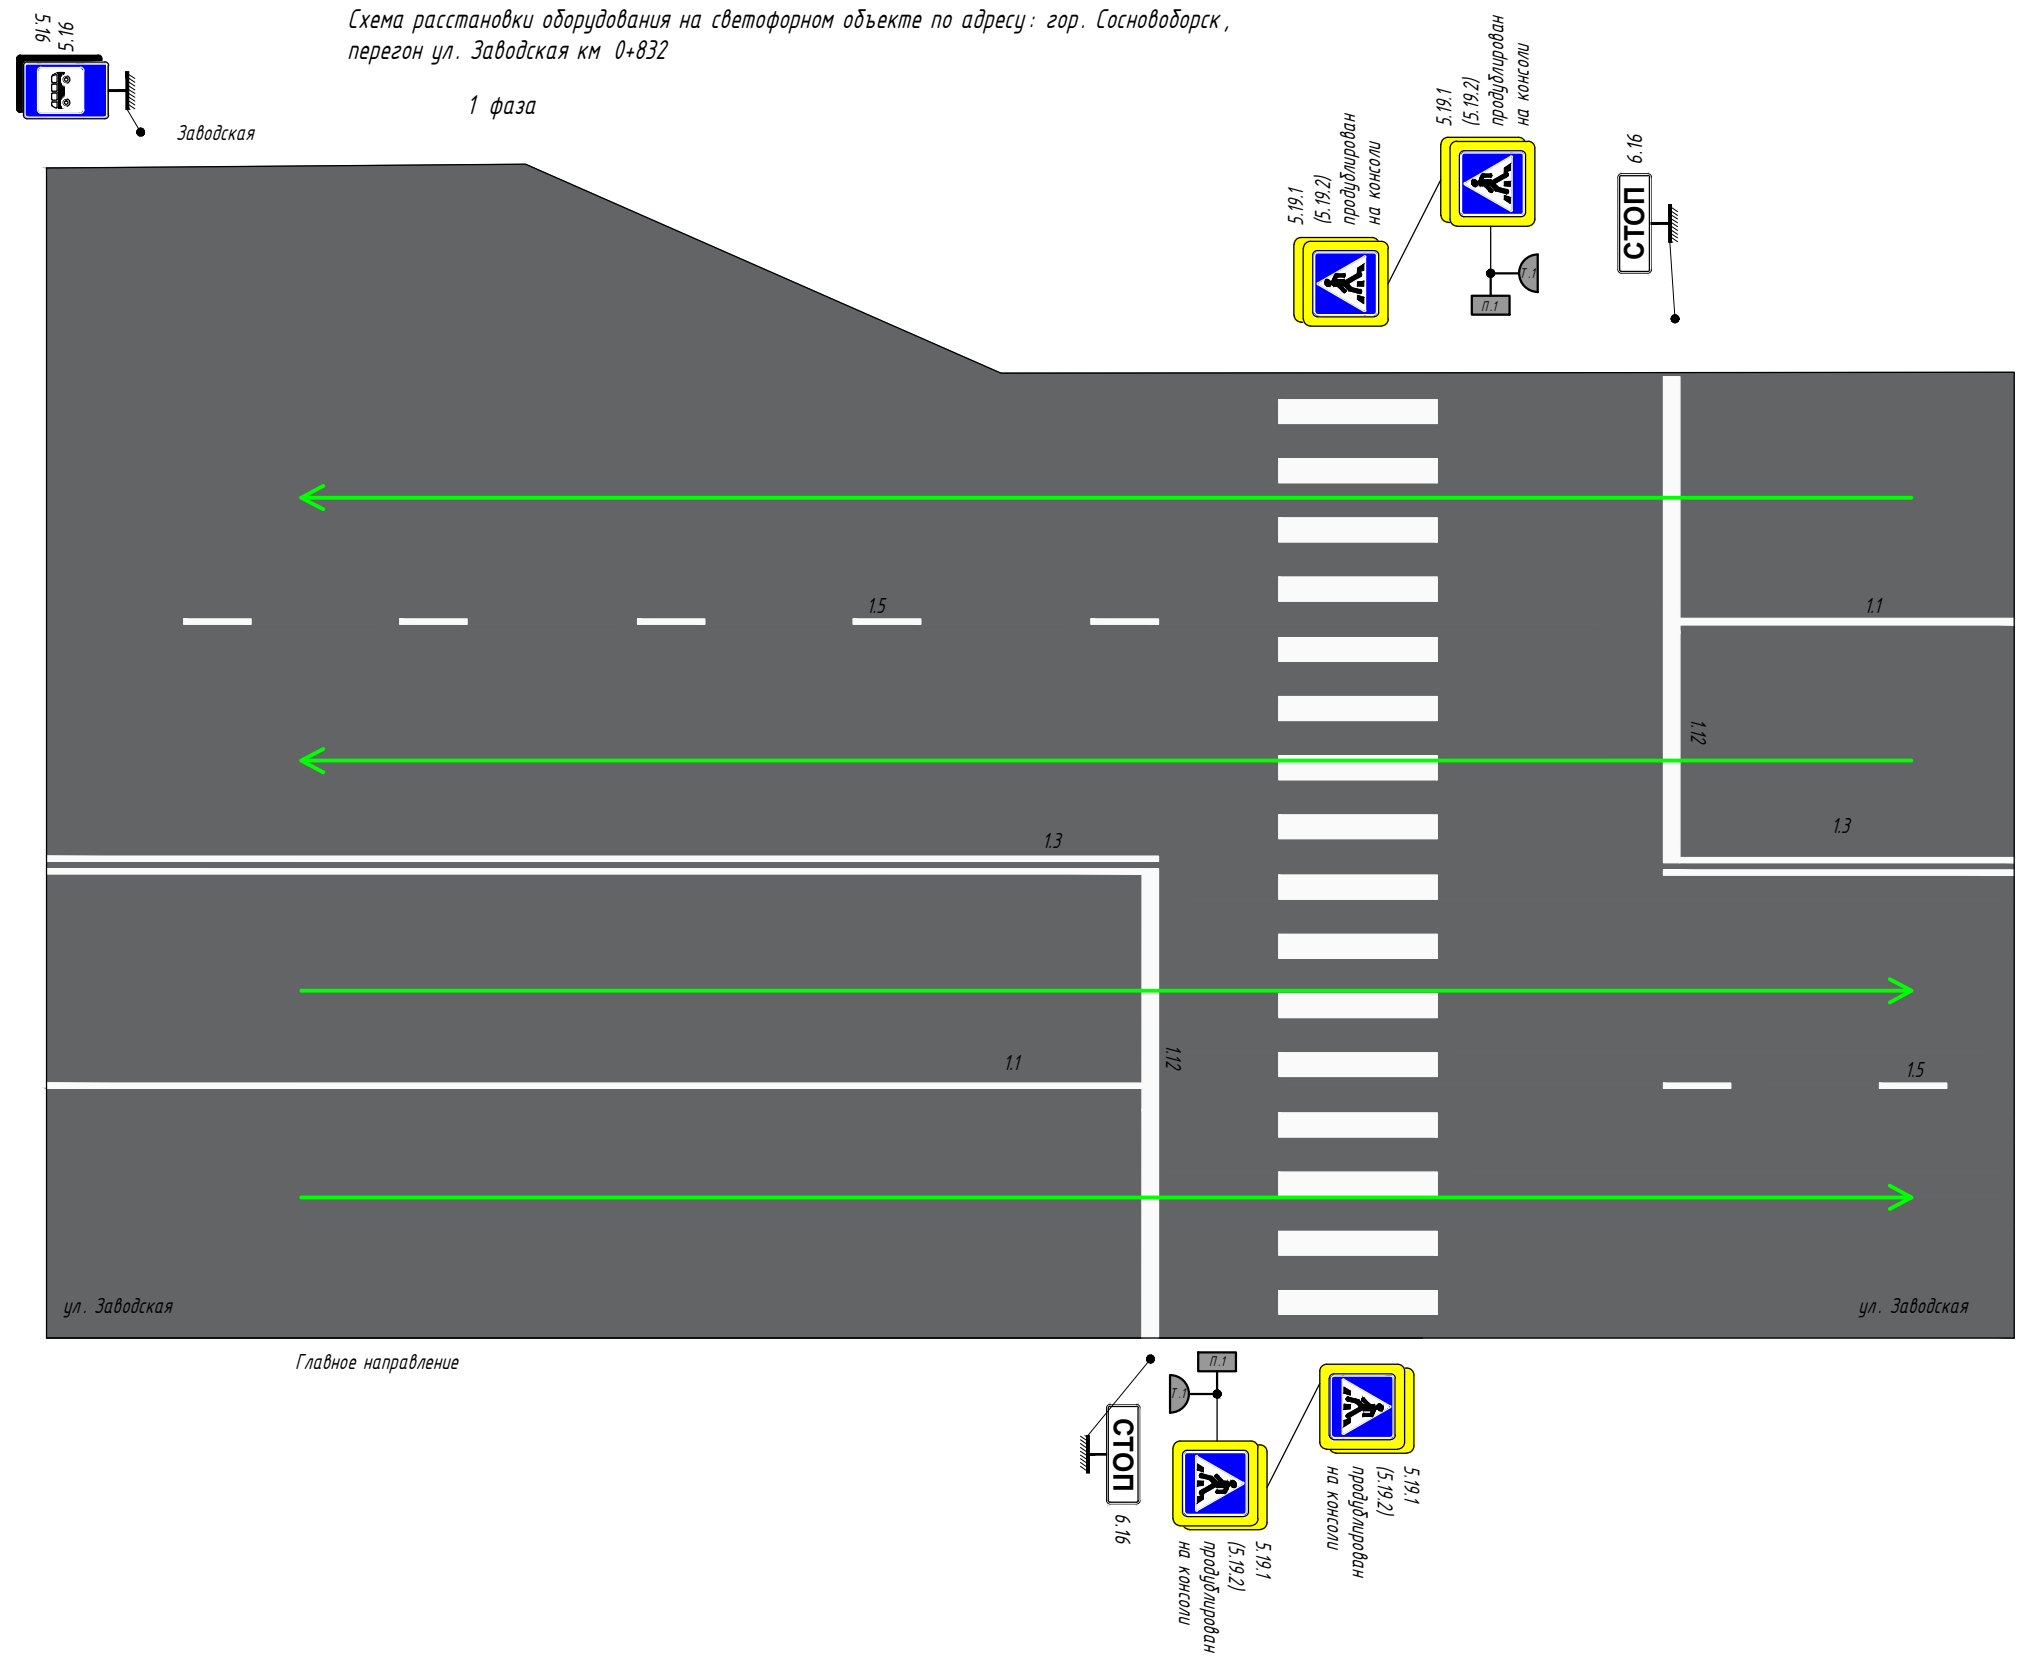 Схема расстановки оборудования на светофорном объекте по адресу: гор. Сосновоборск,
перегон ул. Заводская км 0+832
1 фаза
5.16
5.16
Заводская
5.19.1
(5.19.2)
продублирован
на консоли
5.19.1
(5.19.2)
продублирован
на консоли
6.16
СТОП
Т.1
П.1
1.5
1.1
1.12
1.3
1.3
1.1
1.12
1.5
ул. Заводская
ул. Заводская
Главное направление
П.1
Т.1
СТОП
6.16
5.19.1
(5.19.2)
продублирован
на консоли
5.19.1
(5.19.2)
продублирован
на консоли